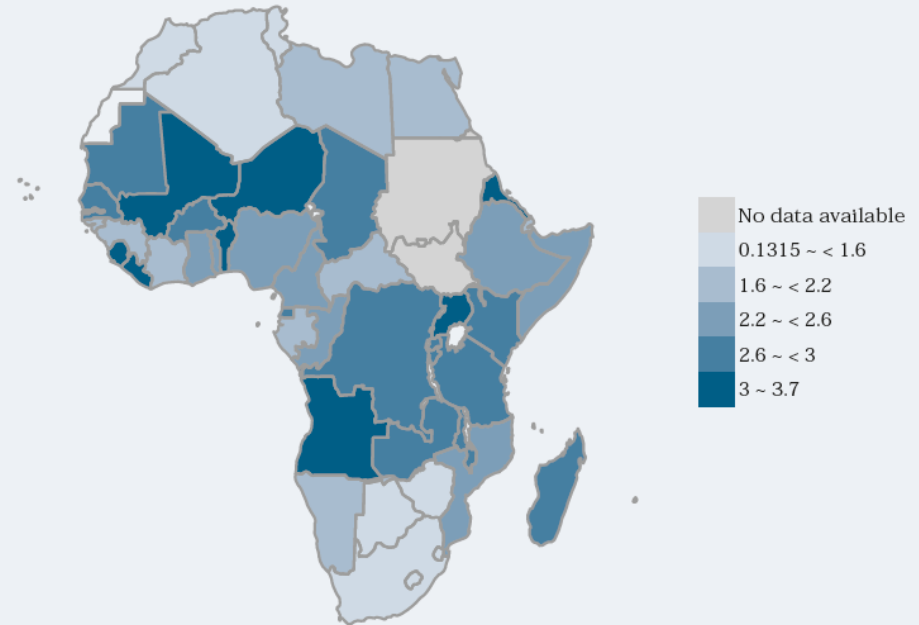 No data available
0.1315 ~ < 1.6
1.6 ~ < 2.2
2.2 ~ < 2.6
2.6 ~ < 3
3 ~ 3.7